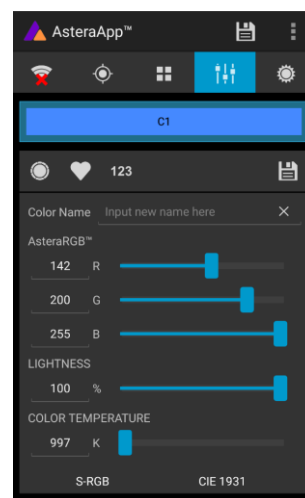 AsteraApp™
C1
123
Color Name Input new name here
AsteraRGB™
142 R
200 G
255 B
LIGHTNESS
100 %
COLOR TEMPERATURE
997 K
S-RGB CIE 1931